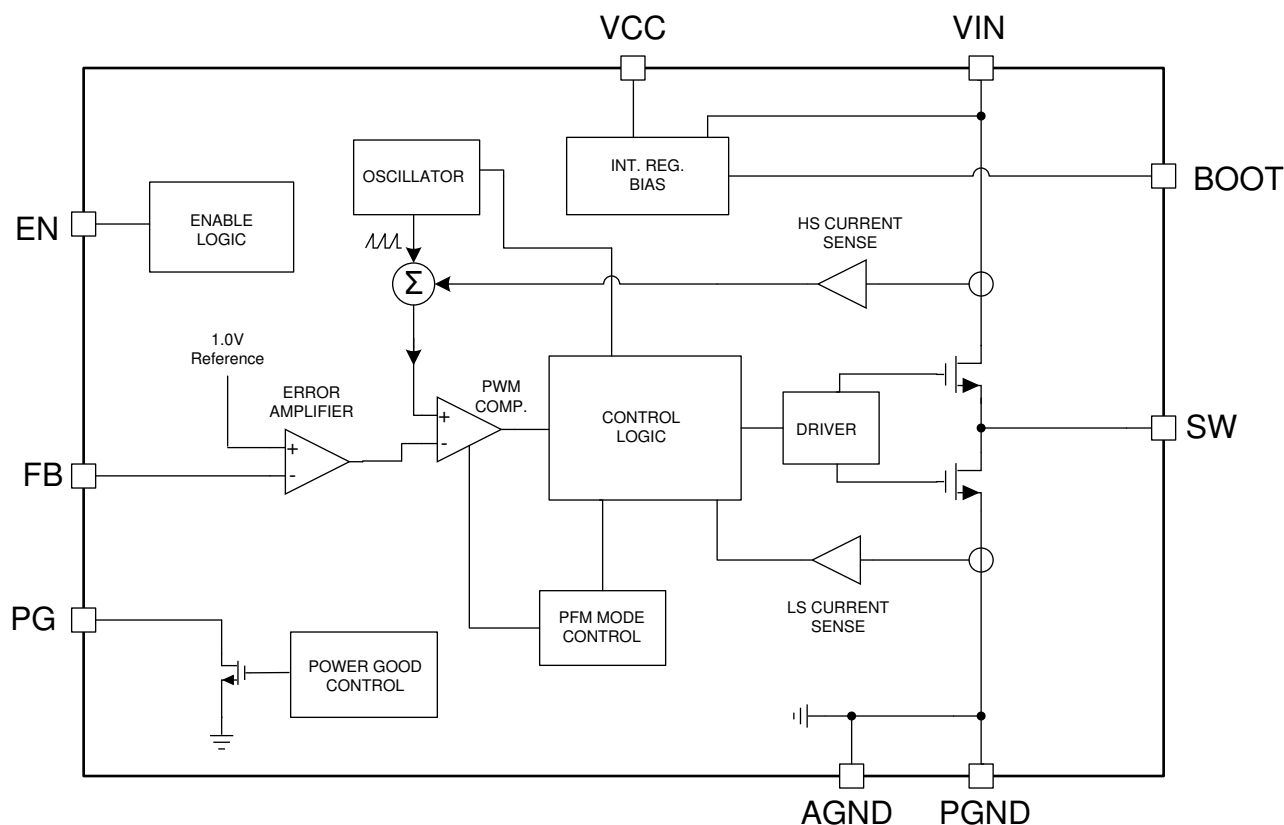 VCC
VIN
OSCILLATOR
INT. REG.
BIAS
BOOT
EN
ENABLE
LOGIC
HS CURRENT
SENSE
Σ
1.0V
Reference
ERROR
AMPLIFIER
PWM
COMP.
+
-
+
-
CONTROL
LOGIC
DRIVER
SW
FB
LS CURRENT
SENSE
PG
PFM MODE
CONTROL
POWER GOOD
CONTROL
AGND
PGND